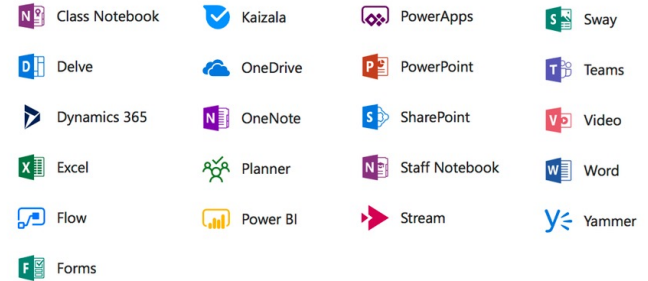 Class Notebook
Delve
Dynamics 365
Excel
Flow
Forms
Kaizala
OneDrive
OneNote
Planner
Power BI
PowerApps
PowerPoint
SharePoint
Staff Notebook
Stream
Sway
Teams
Video
Word
Yammer